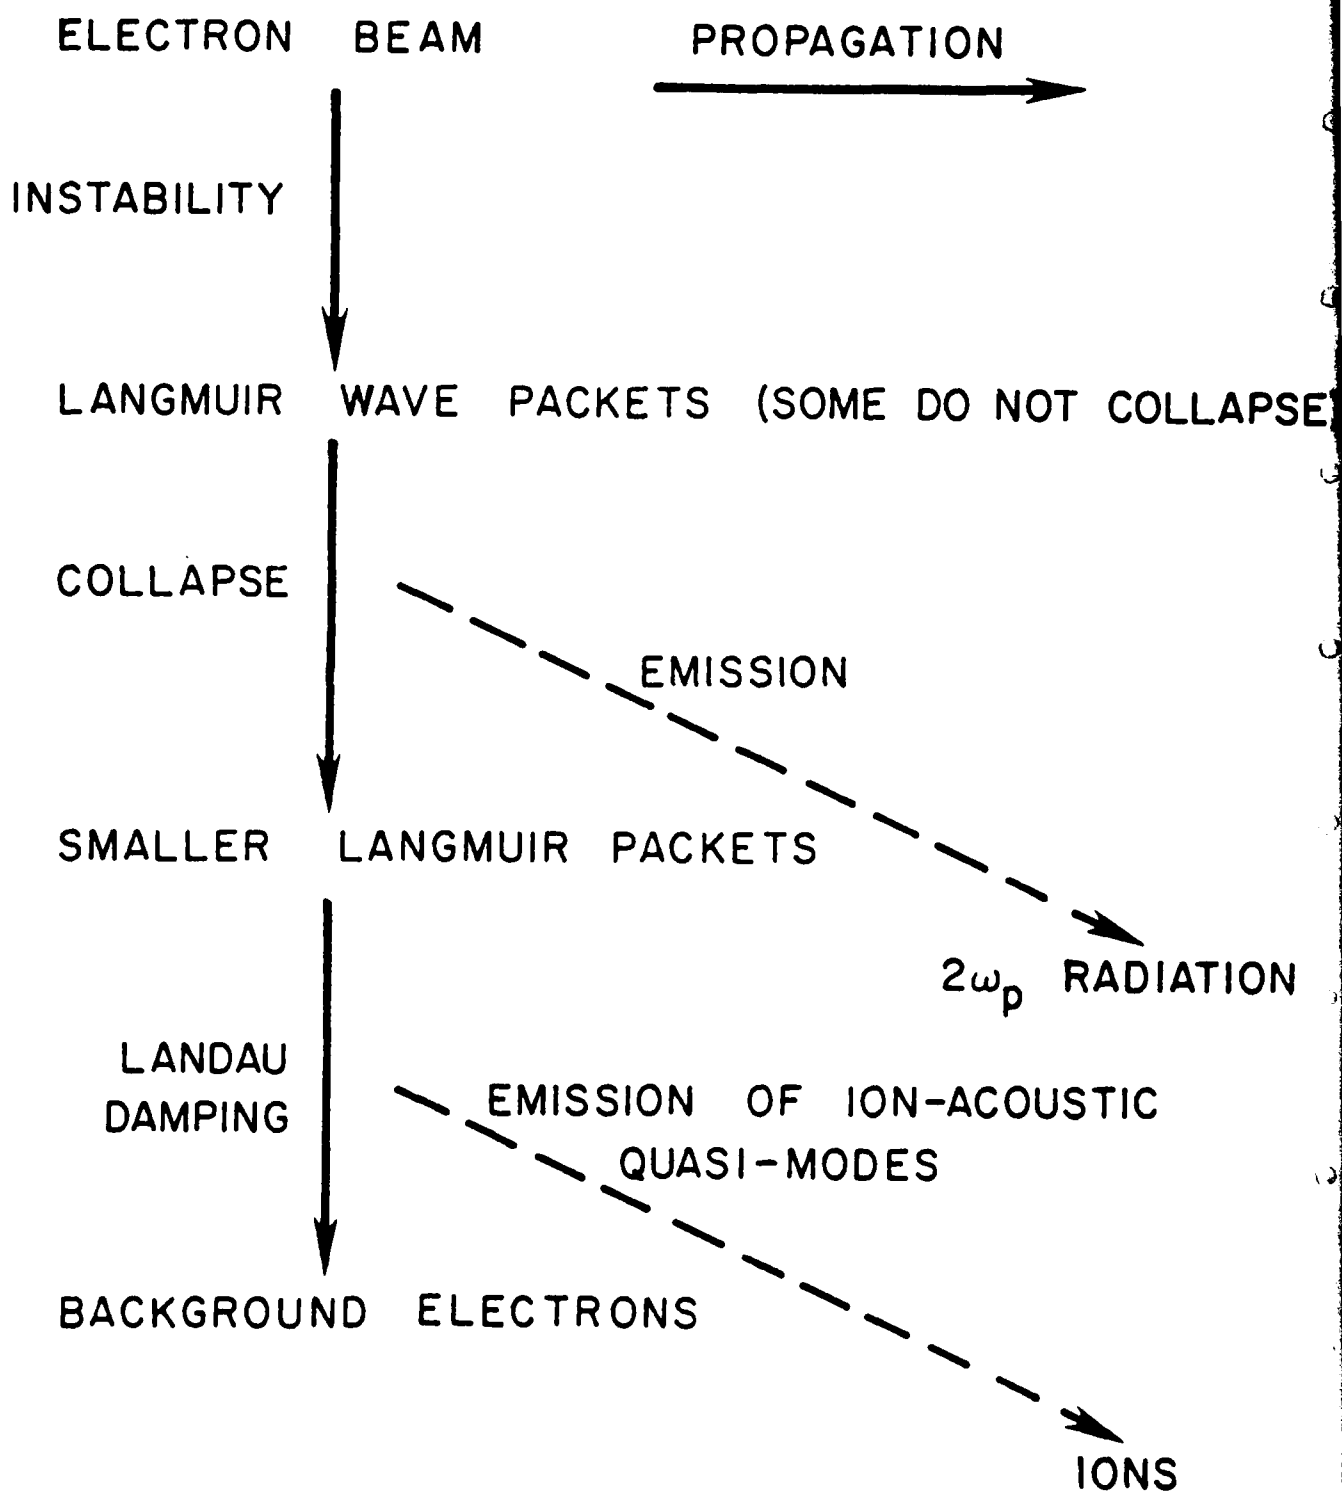 ELECTRON BEAM
PROPAGATION
INSTABILITY
LANGMUIR WAVE PACKETS (SOME DO NOT COLLAPSE)
COLLAPSE
EMISSION
SMALLER LANGMUIR PACKETS
2ωp RADIATION
LANDAU
DAMPING
EMISSION OF ION-ACOUSTIC
QUASI-MODES
BACKGROUND ELECTRONS
IONS